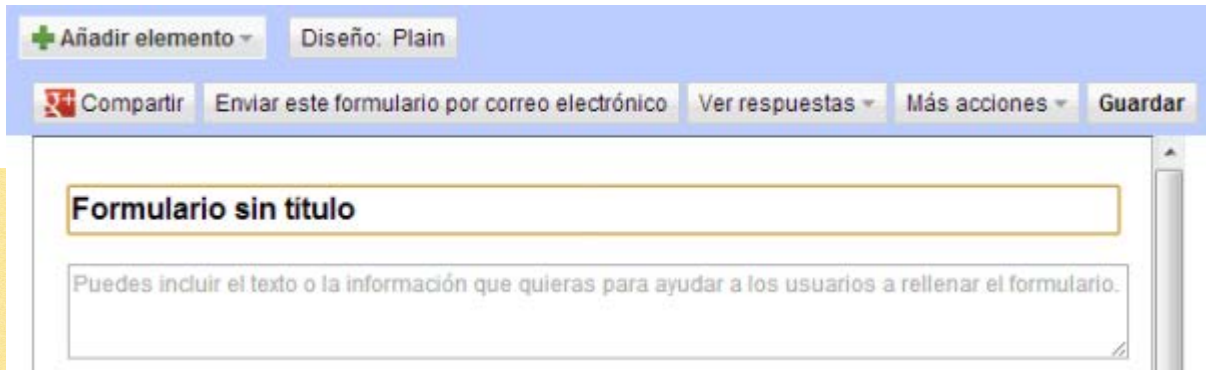 Añadir elemento Diseño: Plain
Compartir Enviar este formulario por correo electrónico Ver respuestas Más acciones Guardar
Formulario sin título
Puedes incluir el texto o la información que quieras para ayudar a los usuarios a rellenar el formulario.